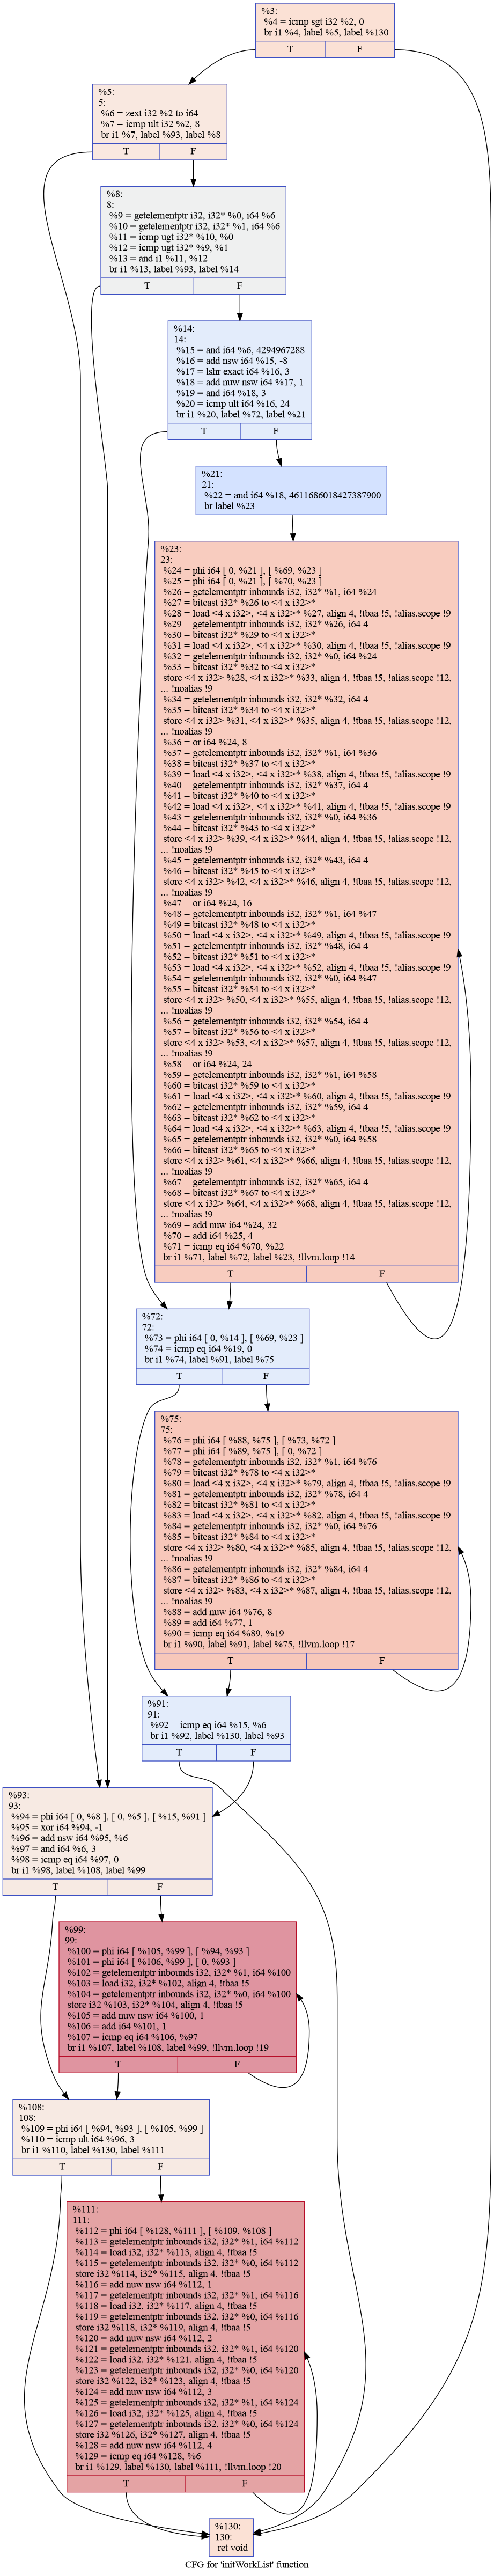 %3:
%4 = icmp sgt i32 %2, 0
br i1 %4, label %5, label %130
T F
%5:
5:
%6 = zext i32 %2 to i64
%7 = icmp ult i32 %2, 8
br i1 %7, label %93, label %8
T F
%8:
8:
%9 = getelementptr i32, i32* %0, i64 %6
%10 = getelementptr i32, i32* %1, i64 %6
%11 = icmp ugt i32* %10, %0
%12 = icmp ugt i32* %9, %1
%13 = and i1 %11, %12
br i1 %13, label %93, label %14
T F
%14:
14:
%15 = and i64 %6, 4294967288
%16 = add nsw i64 %15, -8
%17 = lshr exact i64 %16, 3
%18 = add nuw nsw i64 %17, 1
%19 = and i64 %18, 3
%20 = icmp ult i64 %16, 24
br i1 %20, label %72, label %21
T F
%21:
21:
%22 = and i64 %18, 4611686018427387900
br label %23
%23:
23:
%24 = phi i64 [ 0, %21 ], [ %69, %23 ]
%25 = phi i64 [ 0, %21 ], [ %70, %23 ]
%26 = getelementptr inbounds i32, i32* %1, i64 %24
%27 = bitcast i32* %26 to <4 x i32>*
%28 = load <4 x i32>, <4 x i32>* %27, align 4, !tbaa !5, !alias.scope !9
%29 = getelementptr inbounds i32, i32* %26, i64 4
%30 = bitcast i32* %29 to <4 x i32>*
%31 = load <4 x i32>, <4 x i32>* %30, align 4, !tbaa !5, !alias.scope !9
%32 = getelementptr inbounds i32, i32* %0, i64 %24
%33 = bitcast i32* %32 to <4 x i32>*
store <4 x i32> %28, <4 x i32>* %33, align 4, !tbaa !5, !alias.scope !12,
... !noalias !9
%34 = getelementptr inbounds i32, i32* %32, i64 4
%35 = bitcast i32* %34 to <4 x i32>*
store <4 x i32> %31, <4 x i32>* %35, align 4, !tbaa !5, !alias.scope !12,
... !noalias !9
%36 = or i64 %24, 8
%37 = getelementptr inbounds i32, i32* %1, i64 %36
%38 = bitcast i32* %37 to <4 x i32>*
%39 = load <4 x i32>, <4 x i32>* %38, align 4, !tbaa !5, !alias.scope !9
%40 = getelementptr inbounds i32, i32* %37, i64 4
%41 = bitcast i32* %40 to <4 x i32>*
%42 = load <4 x i32>, <4 x i32>* %41, align 4, !tbaa !5, !alias.scope !9
%43 = getelementptr inbounds i32, i32* %0, i64 %36
%44 = bitcast i32* %43 to <4 x i32>*
store <4 x i32> %39, <4 x i32>* %44, align 4, !tbaa !5, !alias.scope !12,
... !noalias !9
%45 = getelementptr inbounds i32, i32* %43, i64 4
%46 = bitcast i32* %45 to <4 x i32>*
store <4 x i32> %42, <4 x i32>* %46, align 4, !tbaa !5, !alias.scope !12,
... !noalias !9
%47 = or i64 %24, 16
%48 = getelementptr inbounds i32, i32* %1, i64 %47
%49 = bitcast i32* %48 to <4 x i32>*
%50 = load <4 x i32>, <4 x i32>* %49, align 4, !tbaa !5, !alias.scope !9
%51 = getelementptr inbounds i32, i32* %48, i64 4
%52 = bitcast i32* %51 to <4 x i32>*
%53 = load <4 x i32>, <4 x i32>* %52, align 4, !tbaa !5, !alias.scope !9
%54 = getelementptr inbounds i32, i32* %0, i64 %47
%55 = bitcast i32* %54 to <4 x i32>*
store <4 x i32> %50, <4 x i32>* %55, align 4, !tbaa !5, !alias.scope !12,
... !noalias !9
%56 = getelementptr inbounds i32, i32* %54, i64 4
%57 = bitcast i32* %56 to <4 x i32>*
store <4 x i32> %53, <4 x i32>* %57, align 4, !tbaa !5, !alias.scope !12,
... !noalias !9
%58 = or i64 %24, 24
%59 = getelementptr inbounds i32, i32* %1, i64 %58
%60 = bitcast i32* %59 to <4 x i32>*
%61 = load <4 x i32>, <4 x i32>* %60, align 4, !tbaa !5, !alias.scope !9
%62 = getelementptr inbounds i32, i32* %59, i64 4
%63 = bitcast i32* %62 to <4 x i32>*
%64 = load <4 x i32>, <4 x i32>* %63, align 4, !tbaa !5, !alias.scope !9
%65 = getelementptr inbounds i32, i32* %0, i64 %58
%66 = bitcast i32* %65 to <4 x i32>*
store <4 x i32> %61, <4 x i32>* %66, align 4, !tbaa !5, !alias.scope !12,
... !noalias !9
%67 = getelementptr inbounds i32, i32* %65, i64 4
%68 = bitcast i32* %67 to <4 x i32>*
store <4 x i32> %64, <4 x i32>* %68, align 4, !tbaa !5, !alias.scope !12,
... !noalias !9
%69 = add nuw i64 %24, 32
%70 = add i64 %25, 4
%71 = icmp eq i64 %70, %22
br i1 %71, label %72, label %23, !llvm.loop !14
T F
%72:
72:
%73 = phi i64 [ 0, %14 ], [ %69, %23 ]
%74 = icmp eq i64 %19, 0
br i1 %74, label %91, label %75
T F
%75:
75:
%76 = phi i64 [ %88, %75 ], [ %73, %72 ]
%77 = phi i64 [ %89, %75 ], [ 0, %72 ]
%78 = getelementptr inbounds i32, i32* %1, i64 %76
%79 = bitcast i32* %78 to <4 x i32>*
%80 = load <4 x i32>, <4 x i32>* %79, align 4, !tbaa !5, !alias.scope !9
%81 = getelementptr inbounds i32, i32* %78, i64 4
%82 = bitcast i32* %81 to <4 x i32>*
%83 = load <4 x i32>, <4 x i32>* %82, align 4, !tbaa !5, !alias.scope !9
%84 = getelementptr inbounds i32, i32* %0, i64 %76
%85 = bitcast i32* %84 to <4 x i32>*
store <4 x i32> %80, <4 x i32>* %85, align 4, !tbaa !5, !alias.scope !12,
... !noalias !9
%86 = getelementptr inbounds i32, i32* %84, i64 4
%87 = bitcast i32* %86 to <4 x i32>*
store <4 x i32> %83, <4 x i32>* %87, align 4, !tbaa !5, !alias.scope !12,
... !noalias !9
%88 = add nuw i64 %76, 8
%89 = add i64 %77, 1
%90 = icmp eq i64 %89, %19
br i1 %90, label %91, label %75, !llvm.loop !17
T F
%91:
91:
%92 = icmp eq i64 %15, %6
br i1 %92, label %130, label %93
T F
%93:
93:
%94 = phi i64 [ 0, %8 ], [ 0, %5 ], [ %15, %91 ]
%95 = xor i64 %94, -1
%96 = add nsw i64 %95, %6
%97 = and i64 %6, 3
%98 = icmp eq i64 %97, 0
br i1 %98, label %108, label %99
T F
%99:
99:
%100 = phi i64 [ %105, %99 ], [ %94, %93 ]
%101 = phi i64 [ %106, %99 ], [ 0, %93 ]
%102 = getelementptr inbounds i32, i32* %1, i64 %100
%103 = load i32, i32* %102, align 4, !tbaa !5
%104 = getelementptr inbounds i32, i32* %0, i64 %100
store i32 %103, i32* %104, align 4, !tbaa !5
%105 = add nuw nsw i64 %100, 1
%106 = add i64 %101, 1
%107 = icmp eq i64 %106, %97
br i1 %107, label %108, label %99, !llvm.loop !19
T F
%108:
108:
%109 = phi i64 [ %94, %93 ], [ %105, %99 ]
%110 = icmp ult i64 %96, 3
br i1 %110, label %130, label %111
T F
%111:
111:
%112 = phi i64 [ %128, %111 ], [ %109, %108 ]
%113 = getelementptr inbounds i32, i32* %1, i64 %112
%114 = load i32, i32* %113, align 4, !tbaa !5
%115 = getelementptr inbounds i32, i32* %0, i64 %112
store i32 %114, i32* %115, align 4, !tbaa !5
%116 = add nuw nsw i64 %112, 1
%117 = getelementptr inbounds i32, i32* %1, i64 %116
%118 = load i32, i32* %117, align 4, !tbaa !5
%119 = getelementptr inbounds i32, i32* %0, i64 %116
store i32 %118, i32* %119, align 4, !tbaa !5
%120 = add nuw nsw i64 %112, 2
%121 = getelementptr inbounds i32, i32* %1, i64 %120
%122 = load i32, i32* %121, align 4, !tbaa !5
%123 = getelementptr inbounds i32, i32* %0, i64 %120
store i32 %122, i32* %123, align 4, !tbaa !5
%124 = add nuw nsw i64 %112, 3
%125 = getelementptr inbounds i32, i32* %1, i64 %124
%126 = load i32, i32* %125, align 4, !tbaa !5
%127 = getelementptr inbounds i32, i32* %0, i64 %124
store i32 %126, i32* %127, align 4, !tbaa !5
%128 = add nuw nsw i64 %112, 4
%129 = icmp eq i64 %128, %6
br i1 %129, label %130, label %111, !llvm.loop !20
T F
%130:
130:
ret void
CFG for 'initWorkList' function